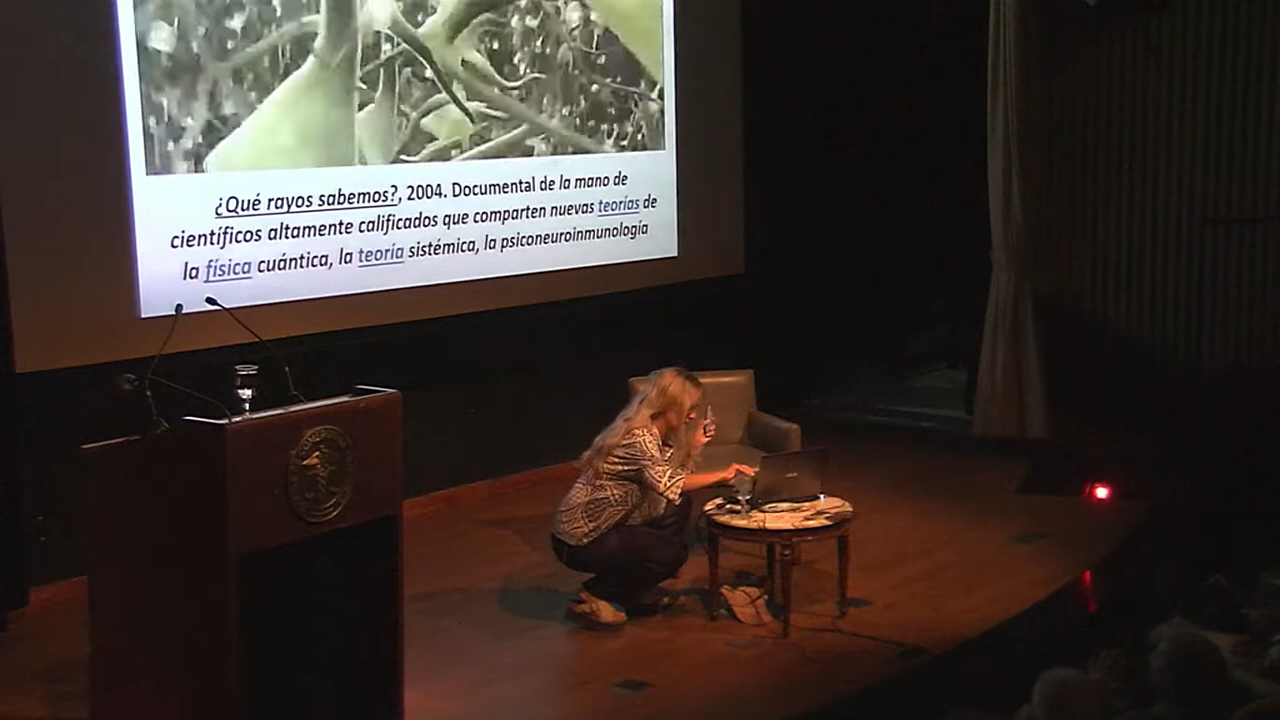 ¿Qué rayos sabemos?, 2004. Documental de la mano de
científicos altamente calificados que comparten nuevas teorías de
la física cuántica, la teoría sistémica, la psiconeuroinmunología